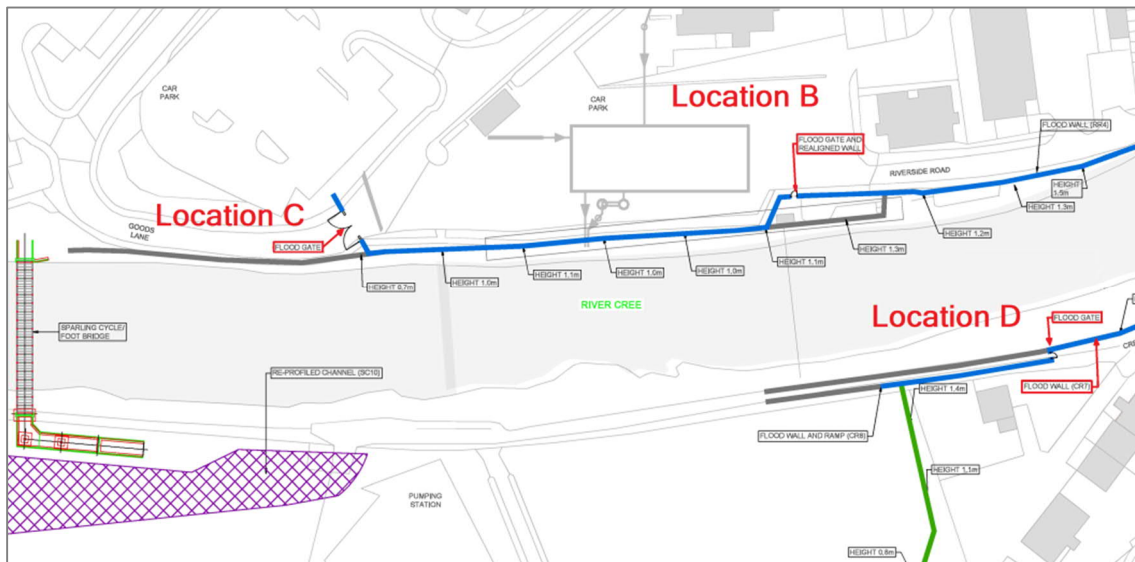 CAR
PARK
Location B
CAR
PARK
FLOOD WALL (RR4)
FLOOD GATE AND
REALIGNED WALL
RIVERSIDE ROAD
HEIGHT
1.5m
HEIGHT 1.3m
Location C
GOODS
LANE
FLOOD GATE
HEIGHT 1.2m
HEIGHT 1.3m
HEIGHT 0.7m
HEIGHT 1.0m
HEIGHT 1.1m
HEIGHT 1.0m
HEIGHT 1.0m
HEIGHT 1.1m
RIVER CREE
Location D
FLOOD GATE
SPARLING CYCLE/
FOOT BRIDGE
RE-PROFILED CHANNEL (SC10)
HEIGHT 1.4m
FLOOD WALL (CR7)
FLOOD WALL AND RAMP (CR8)
HEIGHT 1.1m
PUMPING
STATION
HEIGHT 0.8m